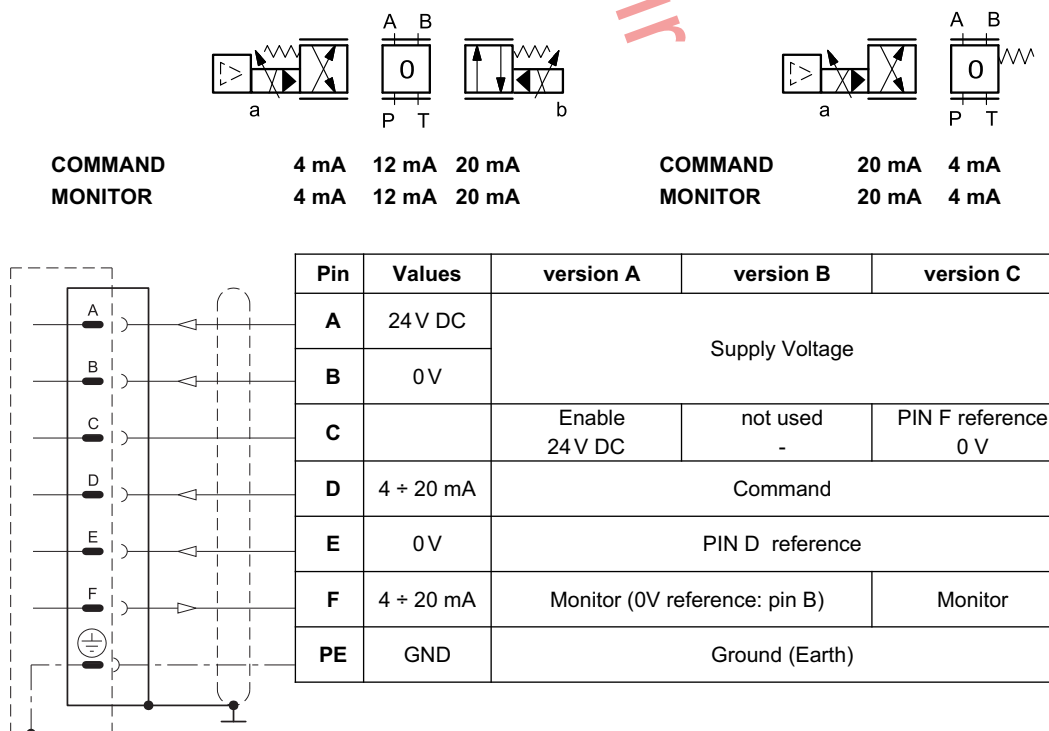 A B A B
0 0
a b a
P T P T
COMMAND 4 mA 12 mA 20 mA COMMAND 20 mA 4 mA
MONITOR 4 mA 12 mA 20 mA MONITOR 20 mA 4 mA
Pin Values version A version B version C
A A 24 V DC Supply Voltage
B B 0 V
C C Enable 24 V DC not used - PIN F reference 0 V
D D 4 ÷ 20 mA Command
E E 0 V PIN D reference
F F 4 ÷ 20 mA Monitor (0V reference: pin B) Monitor
PE GND Ground (Earth)